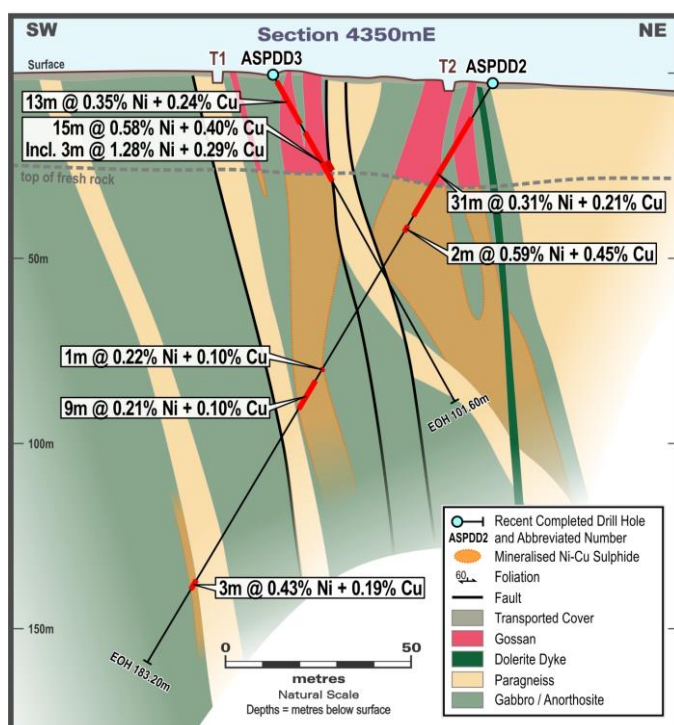 SW
Section 4350mE
NE
Surface
T1
ASPDD3
T2
ASPDD2
13m @ 0.35% Ni + 0.24% Cu
15m @ 0.58% Ni + 0.40% Cu
Incl. 3m @ 1.28% Ni + 0.29% Cu
top of fresh rock
31m @ 0.31% Ni + 0.21% Cu
2m @ 0.59% Ni + 0.45% Cu
50m
1m @ 0.22% Ni + 0.10% Cu
9m @ 0.21% Ni + 0.10% Cu
EOH 101.60m
100m
3m @ 0.43% Ni + 0.19% Cu
150m
EOH 183.20m
0 50
metres
Natural Scale
Depths = metres below surface
Recent Completed Drill Hole
ASPDD2 and Abbreviated Number
Mineralised Ni-Cu Sulphide
60 Foliation
Fault
Transported Cover
Gossan
Dolerite Dyke
Paragneiss
Gabbro / Anorthosite